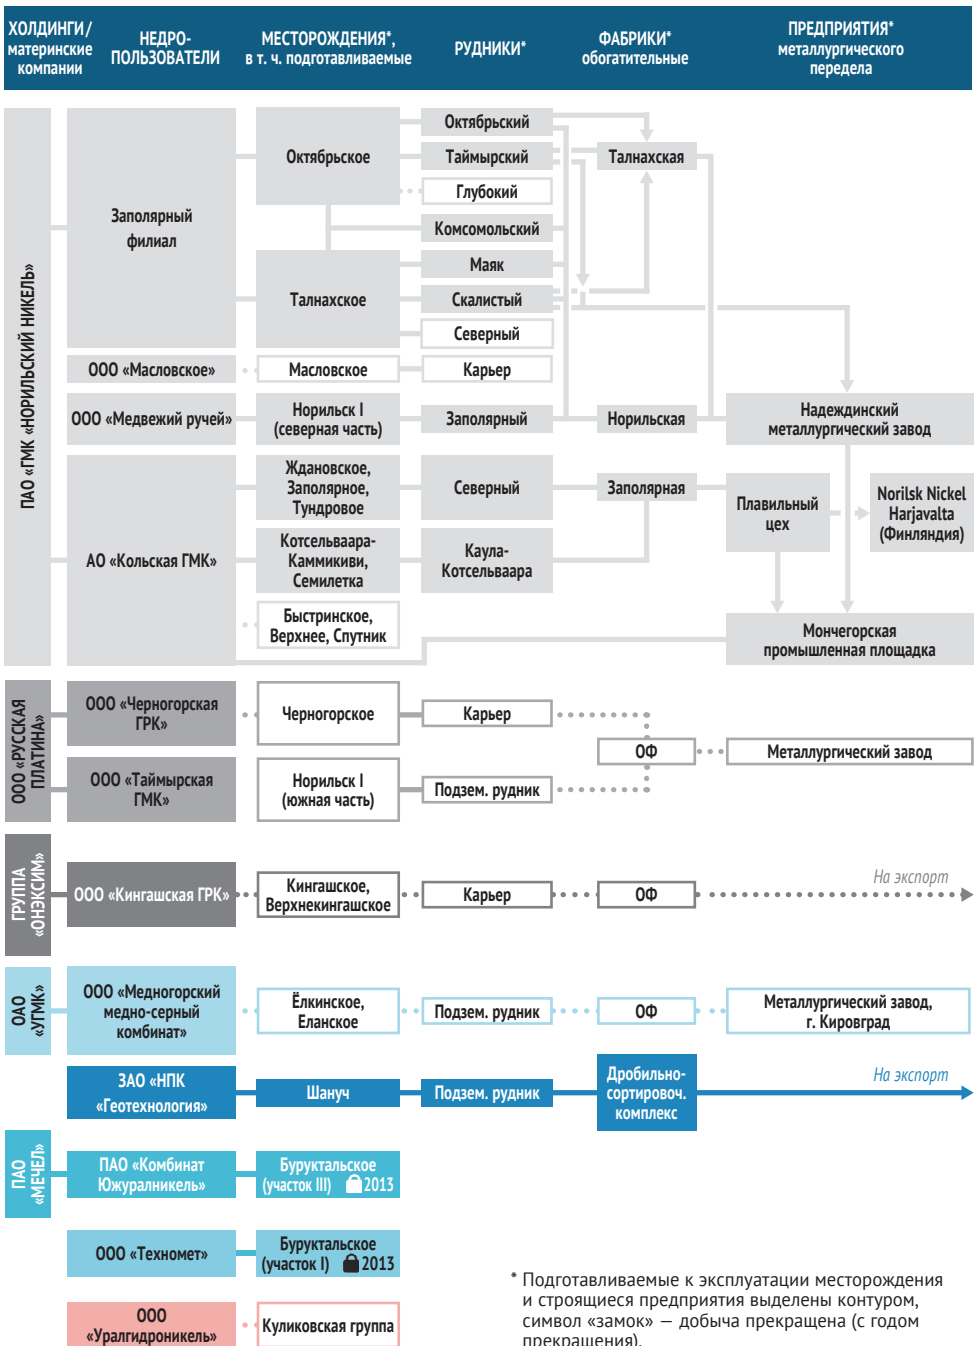 ХОЛДИНГИ /
материнские
компании
НЕДРО-
ПОЛЬЗОВАТЕЛИ
МЕСТОРОЖДЕНИЯ*,
в т. ч. подготавливаемые
РУДНИКИ*
ФАБРИКИ*
обогатительные
ПРЕДПРИЯТИЯ*
металлургического
передела
ПАО «ГМК «НОРИЛЬСКИЙ НИКЕЛЬ»
Заполярный
филиал
Октябрьское
Октябрьский
Таймырский
Глубокий
Талнахская
Комсомольский
Талнахское
Маяк
Скалистый
Северный
ООО «Масловское»
Масловское
Карьер
ООО «Медвежий ручей»
Норильск I
(северная часть)
Заполярный
Норильская
Надеждинский
металлургический завод
АО «Кольская ГМК»
Ждановское,
Заполярное,
Тундровое
Северный
Заполярная
Плавильный
цех
Norilsk Nickel
Harjavalta
(Финляндия)
Котсельваара-
Каммикиви,
Семилетка
Каула-
Котсельваара
Быстринское,
Верхнее, Спутник
Мончегорская
промышленная площадка
ООО «РУССКАЯ
ПЛАТИНА»
ООО «Черногорская
ГРК»
Черногорское
Карьер
ОФ
Металлургический завод
ООО «Таймырская
ГМК»
Норильск I
(южная часть)
Подзем. рудник
ГРУППА
«ОНЭКСИМ»
ООО «Кингашская ГРК»
Кингашское,
Верхнекингашское
Карьер
ОФ
На экспорт
ОАО
«УГМК»
ООО «Медногорский
медно-серный
комбинат»
Ёлкинское,
Еланское
Подзем. рудник
ОФ
Металлургический завод,
г. Кировград
ЗАО «НПК
«Геотехнология»
Шануч
Подзем. рудник
Дробильно-
сортировоч.
комплекс
На экспорт
ПАО
«МЕЧЕЛ»
ПАО «Комбинат
Южуралникель»
Буруктальское
(участок III) 2013
ООО «Техномет»
Буруктальское
(участок I) 2013
ООО
«Уралгидроникель»
Куликовская группа
* Подготавливаемые к эксплуатации месторождения
и строящиеся предприятия выделены контуром,
символ «замок» — добыча прекращена (с годом
прекращения).